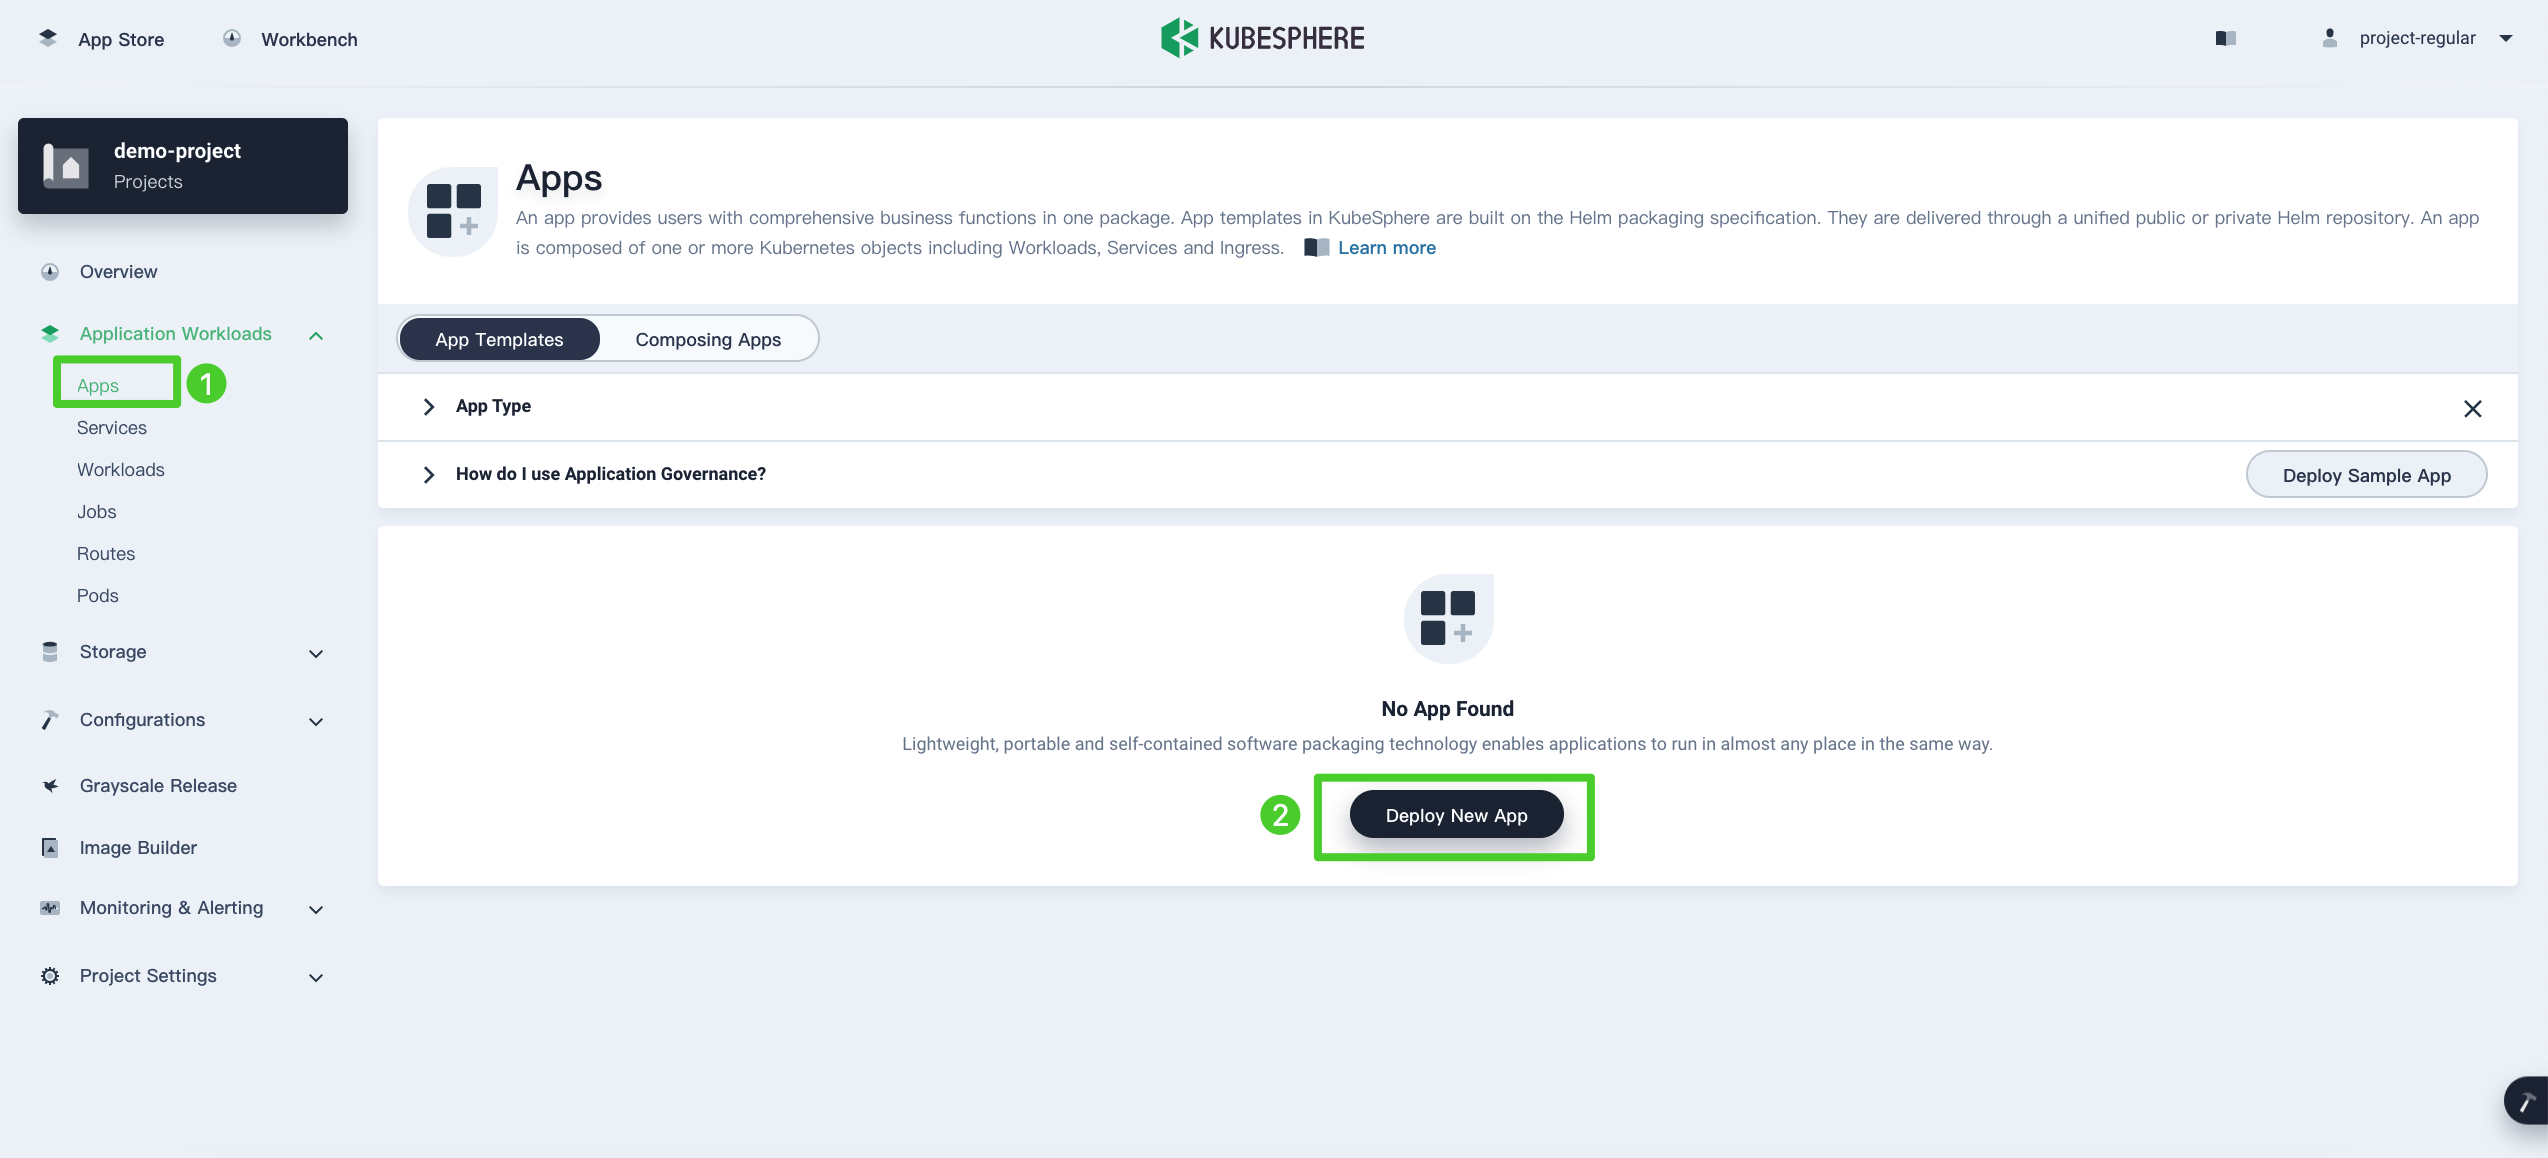 App Store
Workbench
KUBESPHERE
project-regular
demo-project
Projects
Overview
Application Workloads
Apps
1
Services
Workloads
Jobs
Routes
Pods
Storage
Configurations
Grayscale Release
Image Builder
Monitoring & Alerting
Project Settings
Apps
An app provides users with comprehensive business functions in one package. App templates in KubeSphere are built on the Helm packaging specification. They are delivered through a unified public or private Helm repository. An app
is composed of one or more Kubernetes objects including Workloads, Services and Ingress. Learn more
App Templates
Composing Apps
App Type
How do I use Application Governance?
Deploy Sample App
No App Found
Lightweight, portable and self-contained software packaging technology enables applications to run in almost any place in the same way.
2
Deploy New App